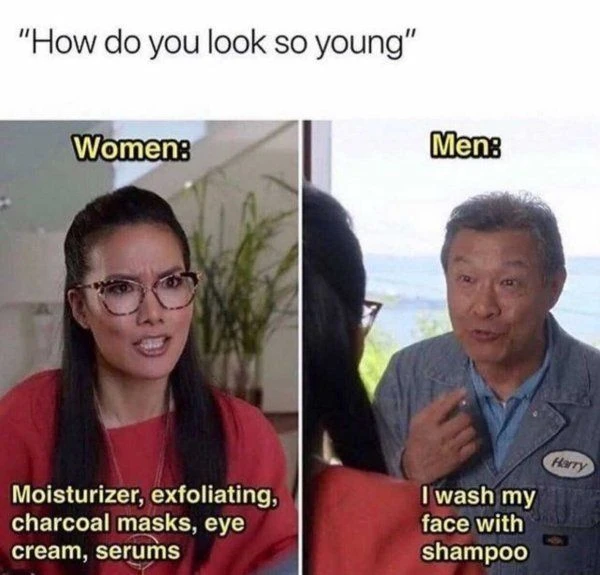 "How do you look so young"
Women:
Moisturizer, exfoliating,
charcoal masks, eye
cream, serums
Men:
Harry
I wash my
face with
shampoo